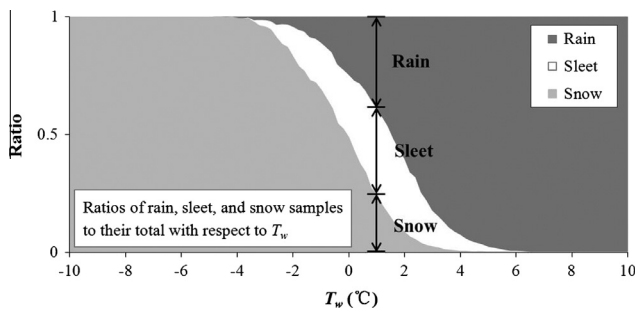 1
Rain
Sleet
Snow
Rain
Ratio
0.5
Sleet
Ratios of rain, sleet, and snow samples
to their total with respect to Tw
Snow
0
-10 -8 -6 -4 -2 0 2 4 6 8 10
Tw (℃)